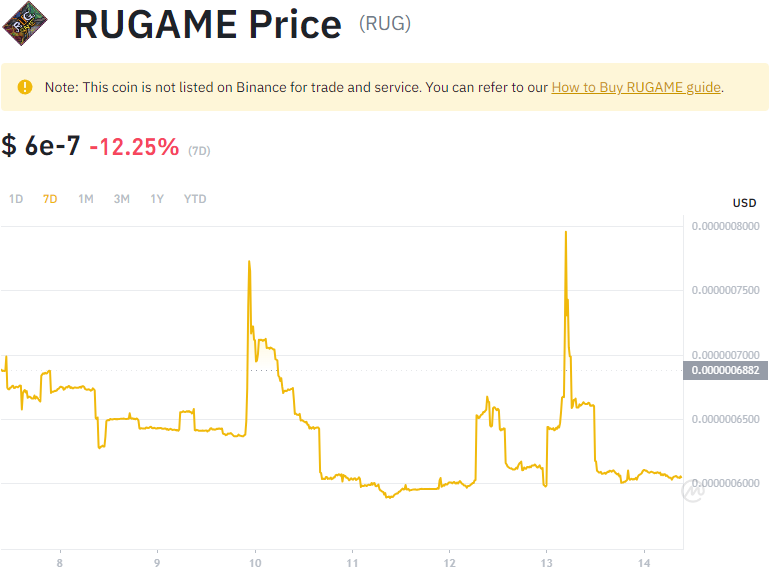 RUGAME Price (RUG)
Note: This coin is not listed on Binance for trade and service. You can refer to our How to Buy RUGAME guide.
$ 6e-7 -12.25% (7D)
1D 7D 1M 3M 1Y YTD
USD
0.0000008000
0.0000007500
0.0000007000
0.0000006882
0.0000006500
0.0000006000
8 9 10 11 12 13 14